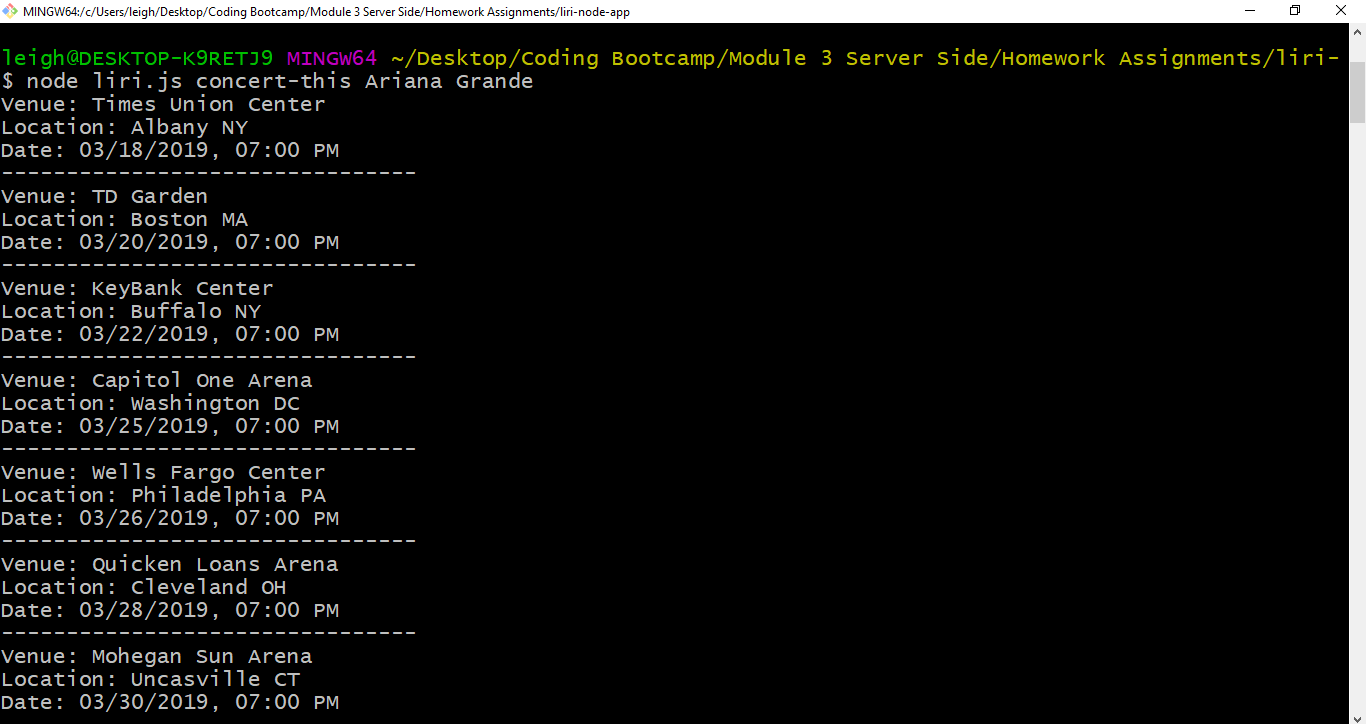 MINGW64:/c/Users/leigh/Desktop/Coding Bootcamp/Module 3 Server Side/Homework Assignments/liri-node-app
leigh@DESKTOP-K9RETJ9 MINGW64 ~/Desktop/Coding Bootcamp/Module 3 Server Side/Homework Assignments/liri-
$ node liri.js concert-this Ariana Grande
Venue: Times Union Center
Location: Albany NY
Date: 03/18/2019, 07:00 PM
--------------------------------
Venue: TD Garden
Location: Boston MA
Date: 03/20/2019, 07:00 PM
--------------------------------
Venue: KeyBank Center
Location: Buffalo NY
Date: 03/22/2019, 07:00 PM
--------------------------------
Venue: Capitol One Arena
Location: Washington DC
Date: 03/25/2019, 07:00 PM
--------------------------------
Venue: Wells Fargo Center
Location: Philadelphia PA
Date: 03/26/2019, 07:00 PM
--------------------------------
Venue: Quicken Loans Arena
Location: Cleveland OH
Date: 03/28/2019, 07:00 PM
--------------------------------
Venue: Mohegan Sun Arena
Location: Uncasville CT
Date: 03/30/2019, 07:00 PM